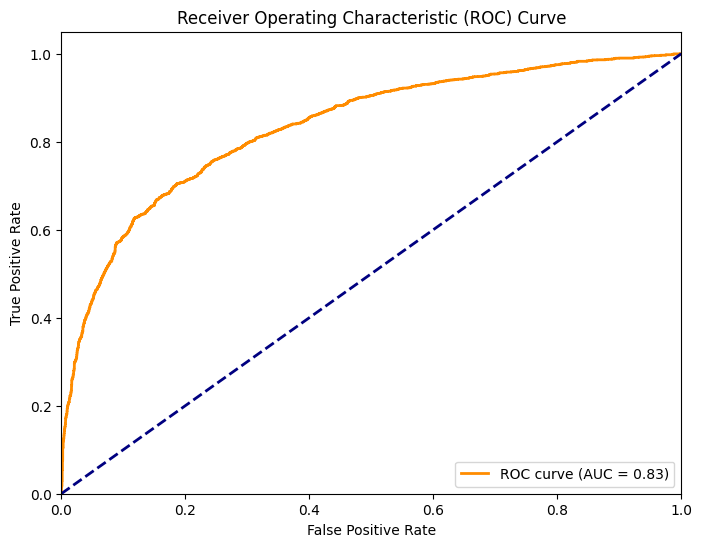 Receiver Operating Characteristic (ROC) Curve
True Positive Rate
1.0
0.8
0.6
0.4
0.2
0.0
0.0 0.2 0.4 0.6 0.8 1.0
False Positive Rate
ROC curve (AUC = 0.83)